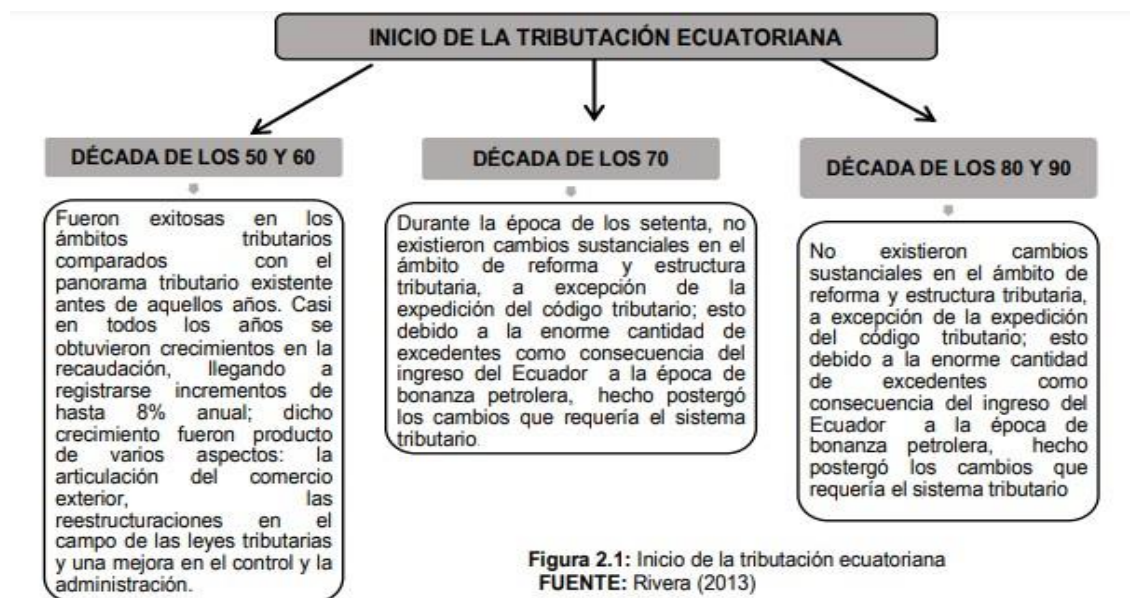 INICIO DE LA TRIBUTACIÓN ECUATORIANA
DÉCADA DE LOS 50 Y 60
Fueron exitosas en los
ámbitos tributarios
comparados con el
panorama tributario existente
antes de aquellos años. Casi
en todos los años se
obtuvieron crecimientos en la
recaudación, llegando a
registrarse incrementos de
hasta 8% anual; dicho
crecimiento fueron producto
de varios aspectos: la
articulación del comercio
exterior, las
reestructuraciones en el
campo de las leyes tributarias
y una mejora en el control y la
administración.
DÉCADA DE LOS 70
Durante la época de los setenta, no
existieron cambios sustanciales en el
ámbito de reforma y estructura
tributaria, a excepción de la
expedición del código tributario; esto
debido a la enorme cantidad de
excedentes como consecuencia del
ingreso del Ecuador a la época de
bonanza petrolera, hecho postergó
los cambios que requería el sistema
tributario.
DÉCADA DE LOS 80 Y 90
No existieron cambios
sustanciales en el ámbito de
reforma y estructura tributaria,
a excepción de la expedición
del código tributario; esto
debido a la enorme cantidad
de excedentes como
consecuencia del ingreso del
Ecuador a la época de
bonanza petrolera, hecho
postergó los cambios que
requería el sistema tributario
Figura 2.1: Inicio de la tributación ecuatoriana
FUENTE: Rivera (2013)